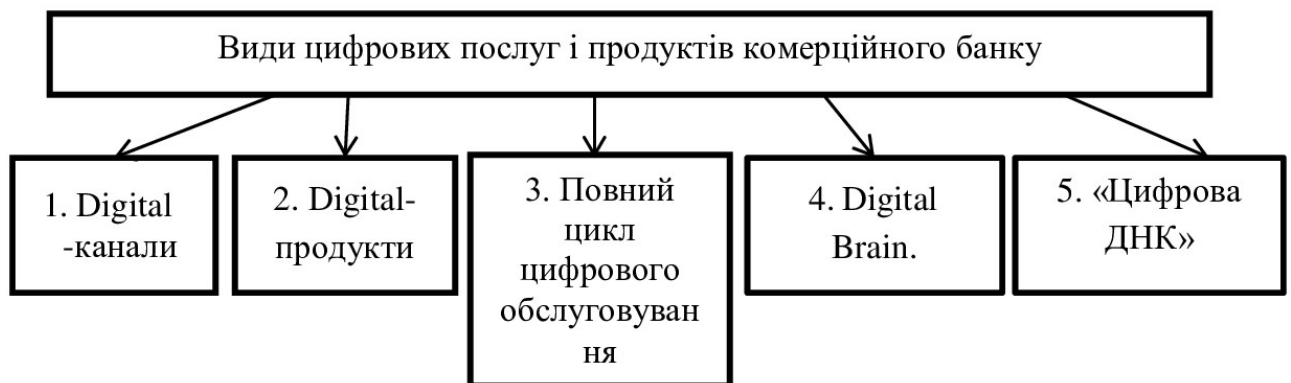 Види цифрових послуг і продуктів комерційного банку
1. Digital
-канали
2. Digital-
продукти
3. Повний
цикл
цифрового
обслуговуван
ня
4. Digital
Brain.
5. «Цифрова
ДНК»